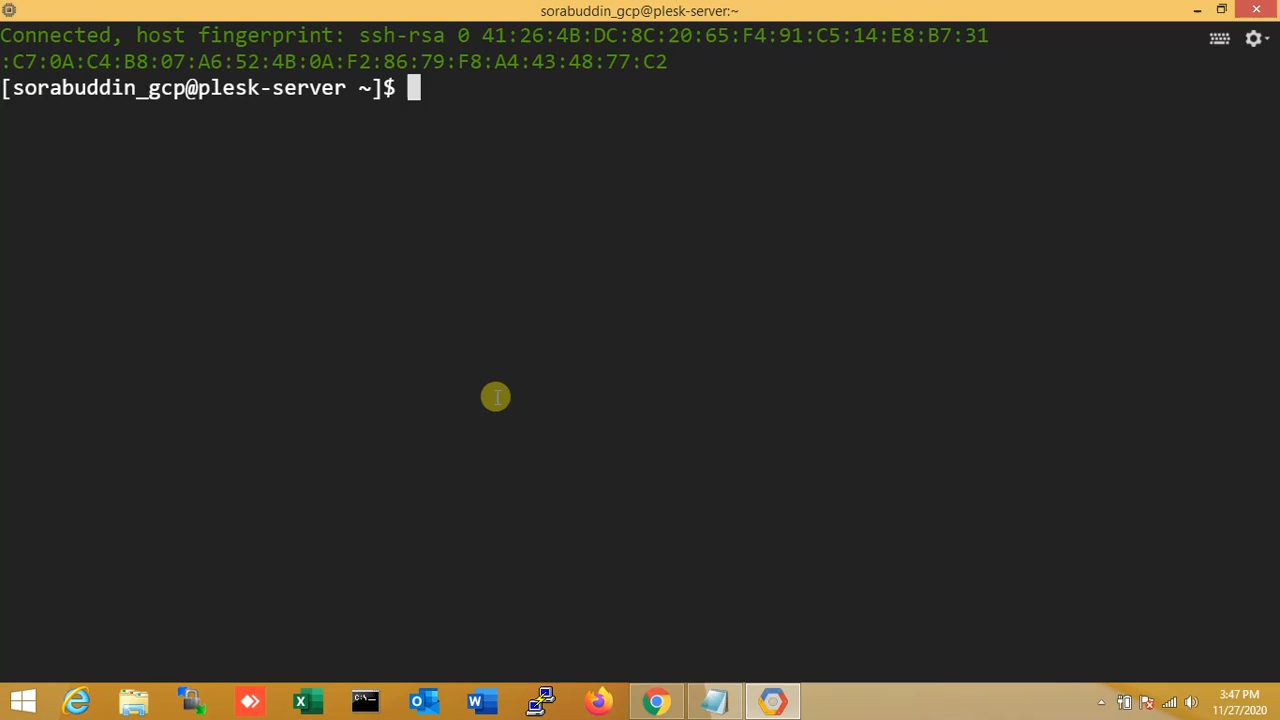 sorabuddin_gcp@plesk-server:~
Connected, host fingerprint: ssh-rsa 0 41:26:4B:DC:8C:20:65:F4:91:C5:14:E8:B7:31
:C7:0A:C4:B8:07:A6:52:4B:0A:F2:86:79:F8:A4:43:48:77:C2
[sorabuddin_gcp@plesk-server ~]$
3:47 PM
11/27/2020